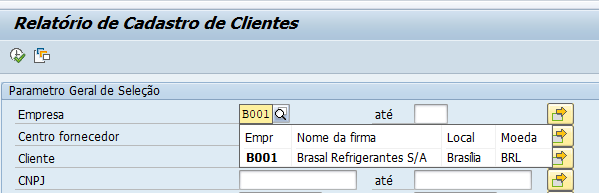 Relatório de Cadastro de Clientes
Parametro Geral de Seleção
Empresa B001 até
Centro fornecedor
Empr Nome da firma Local Moeda
Cliente
B001 Brasal Refrigerantes S/A Brasília BRL
CNPJ até